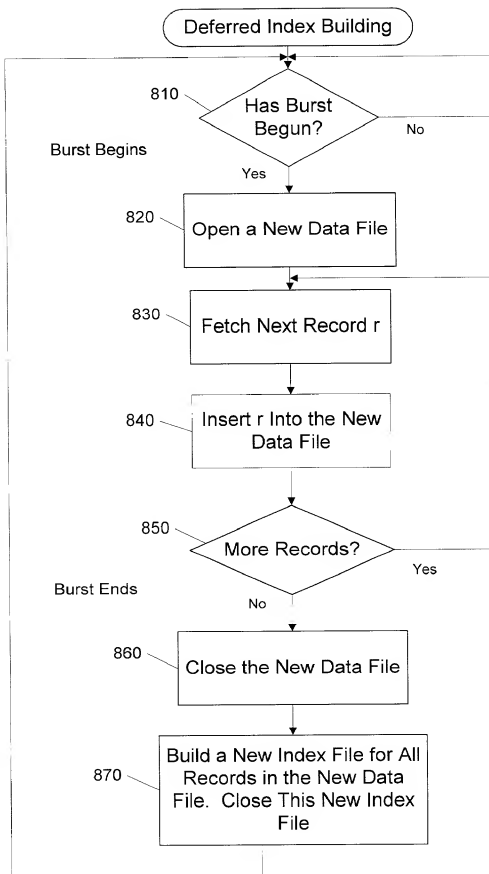 Deferred Index Building
810
Has Burst
Begun?
No
Burst Begins
Yes
820
Open a New Data File
830
Fetch Next Record r
840
Insert r Into the New
Data File
850
More Records?
Yes
Burst Ends
No
860
Close the New Data File
870
Build a New Index File for All
Records in the New Data
File. Close This New Index
File